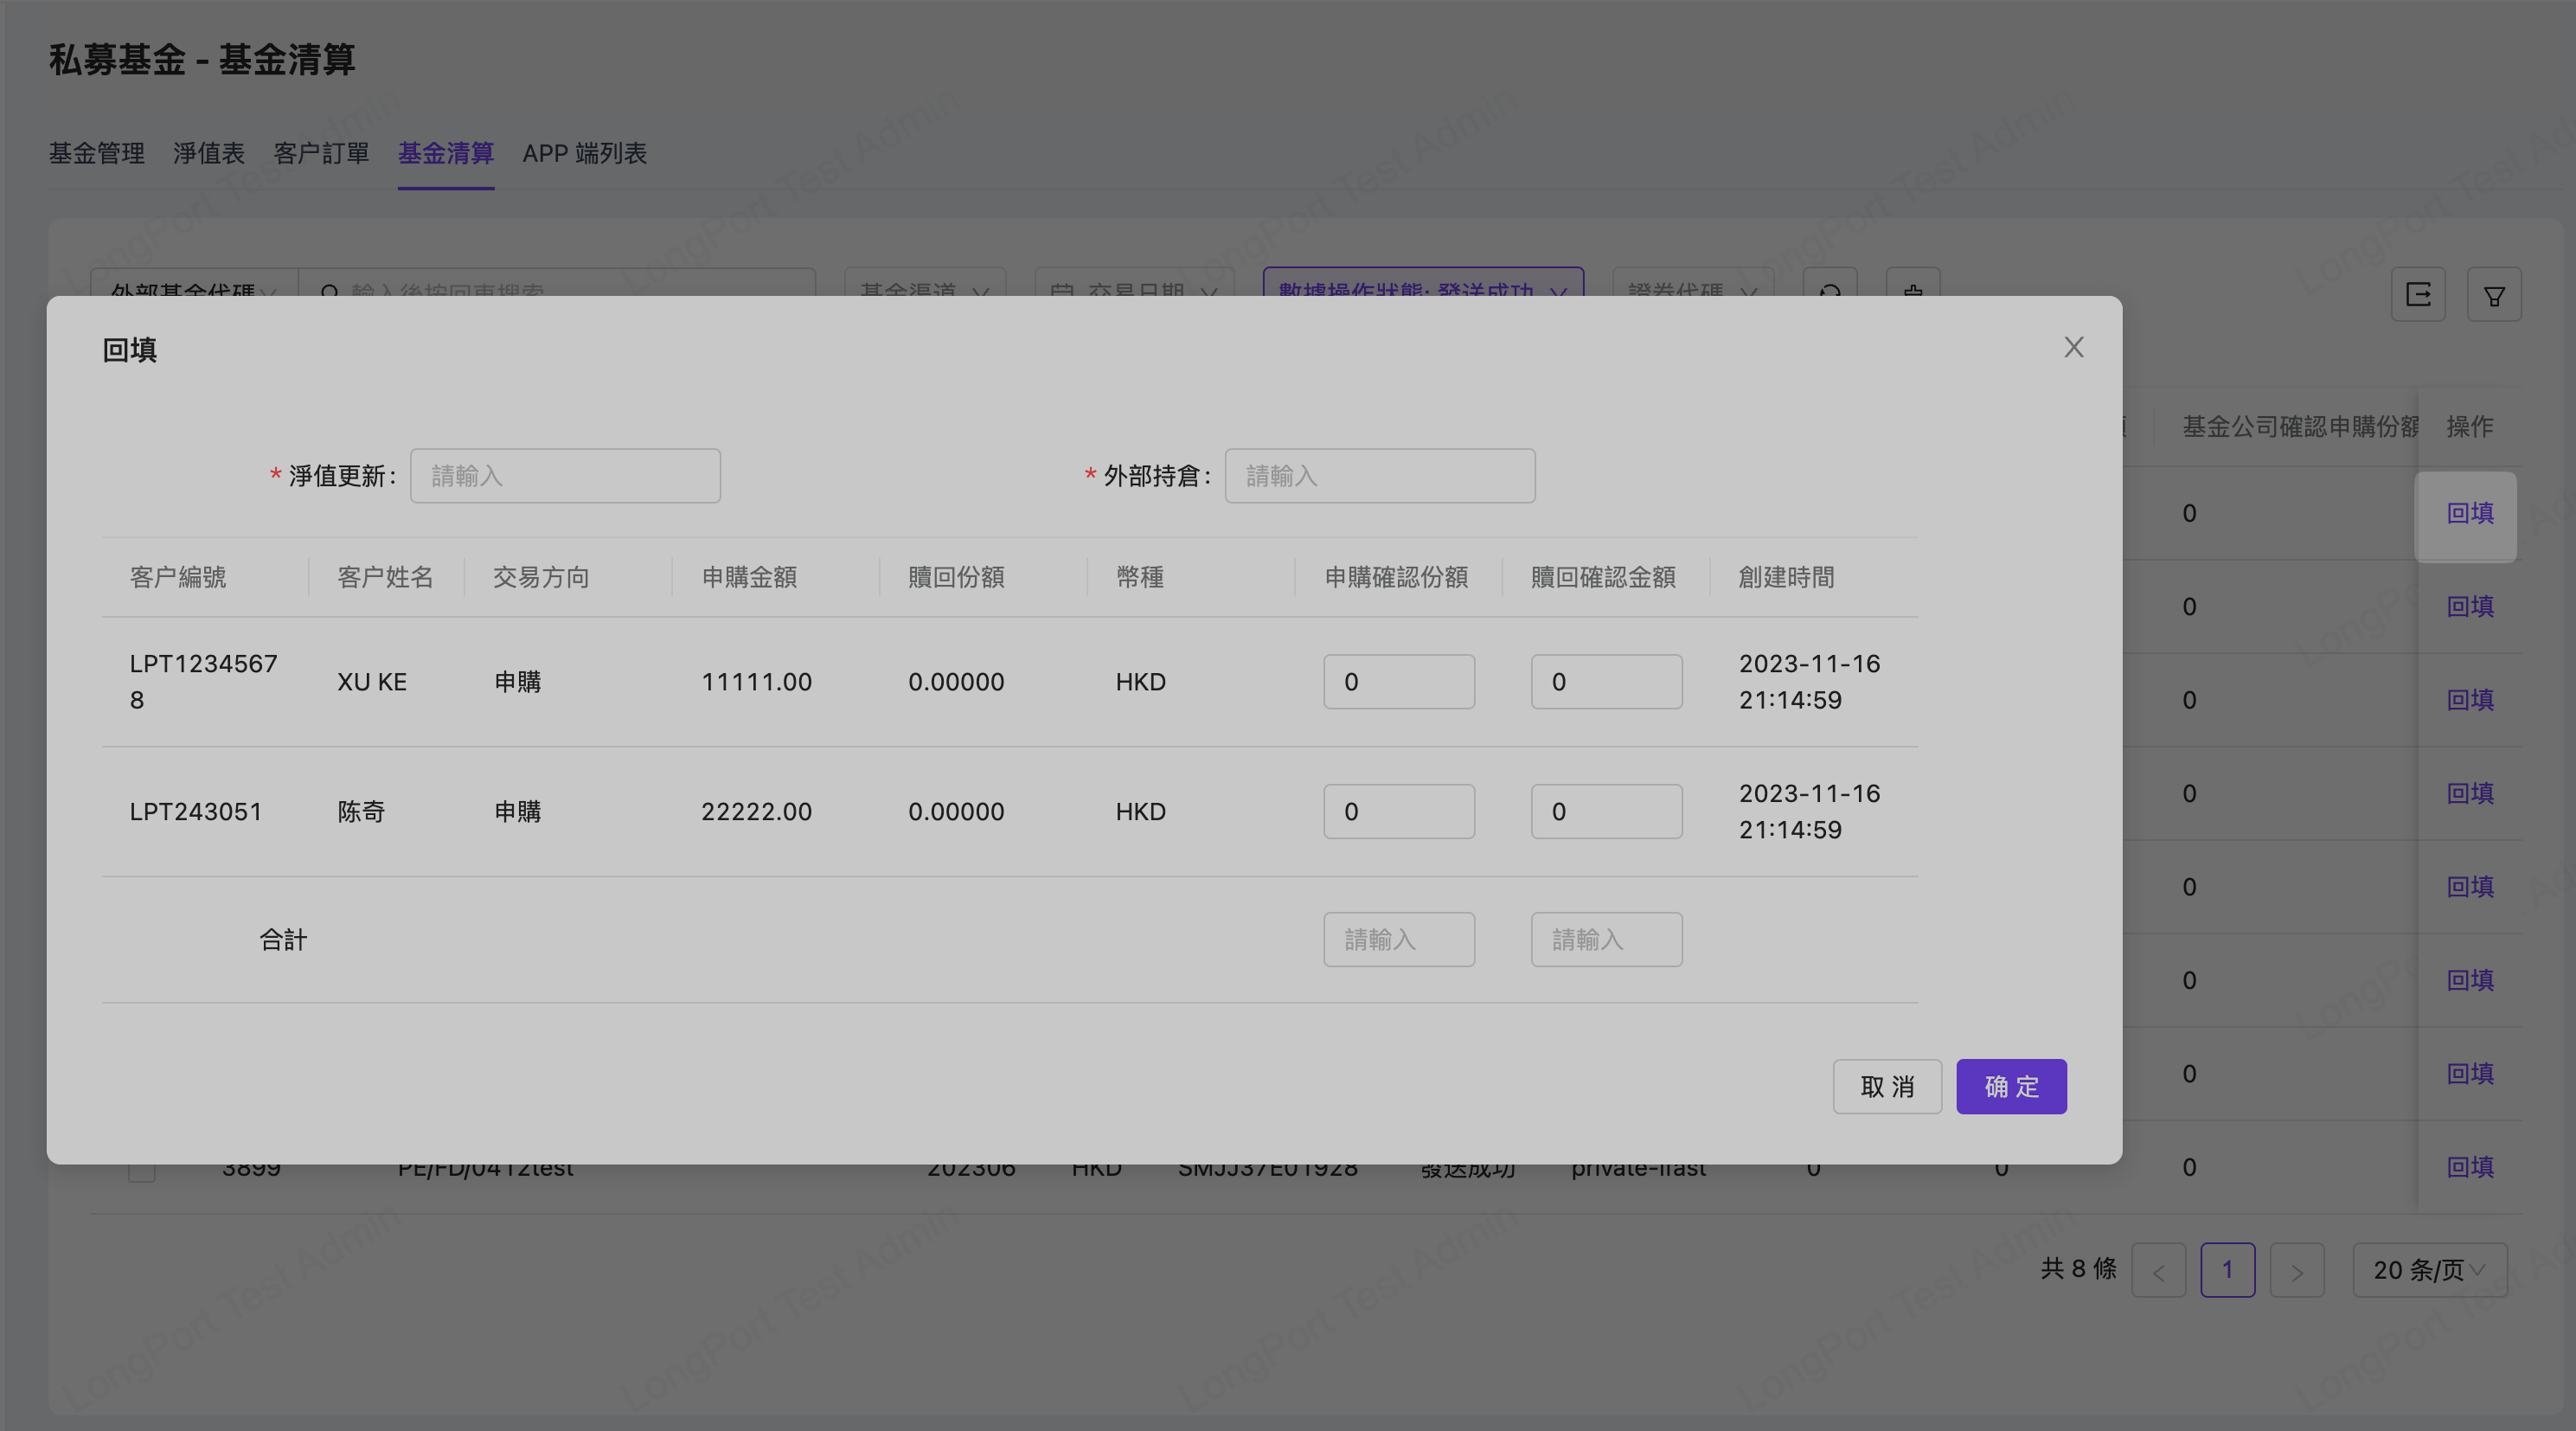 私募基金 - 基金清算
基金管理 淨值表 客户訂單 基金清算 APP 端列表
外部基金代碼 輸入後按回車搜索 基金渠道 交易日期 數據操作狀態: 發送成功 證券代碼
回填
基金公司確認申購份額 操作
* 淨值更新: 請輸入 * 外部持倉: 請輸入
0 回填
客户編號 客户姓名 交易方向 申購金額 贖回份額 幣種 申購確認份額 贖回確認金額 創建時間
0 回填
LPT12345678 XU KE 申購 11111.00 0.00000 HKD 0 0 2023-11-16 21:14:59
0 回填
LPT243051 陈奇 申購 22222.00 0.00000 HKD 0 0 2023-11-16 21:14:59
0 回填
0 回填
合計 請輸入 請輸入
0 回填
0 回填
取 消 确 定
3899 PE/FD/0412test 202306 HKD SMJJ37E01928 發送成功 private-ifast 0 0 0 回填
共 8 條 < 1 > 20 条/页
LongPort Test Admin